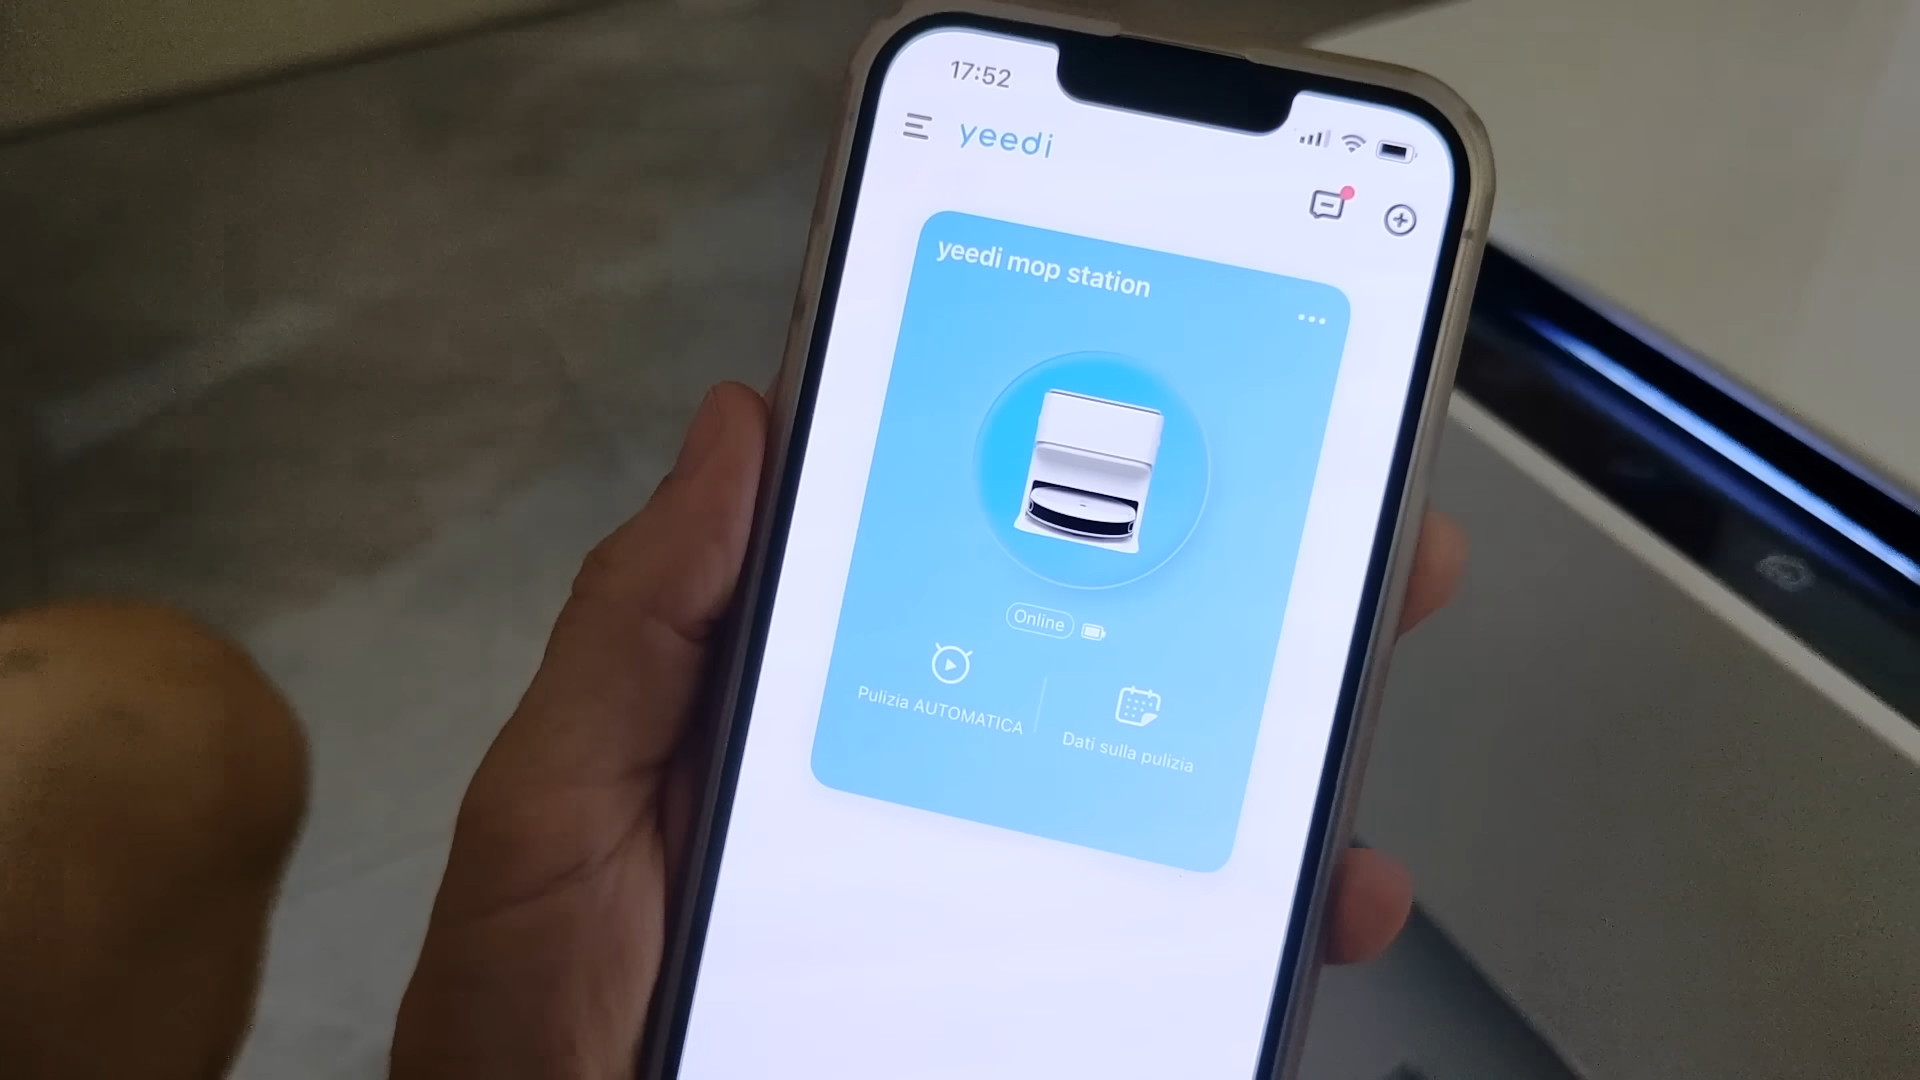 17:52
yeedi
yeedi mop station
Online
Pulizia AUTOMATICA
Dati sulla pulizia